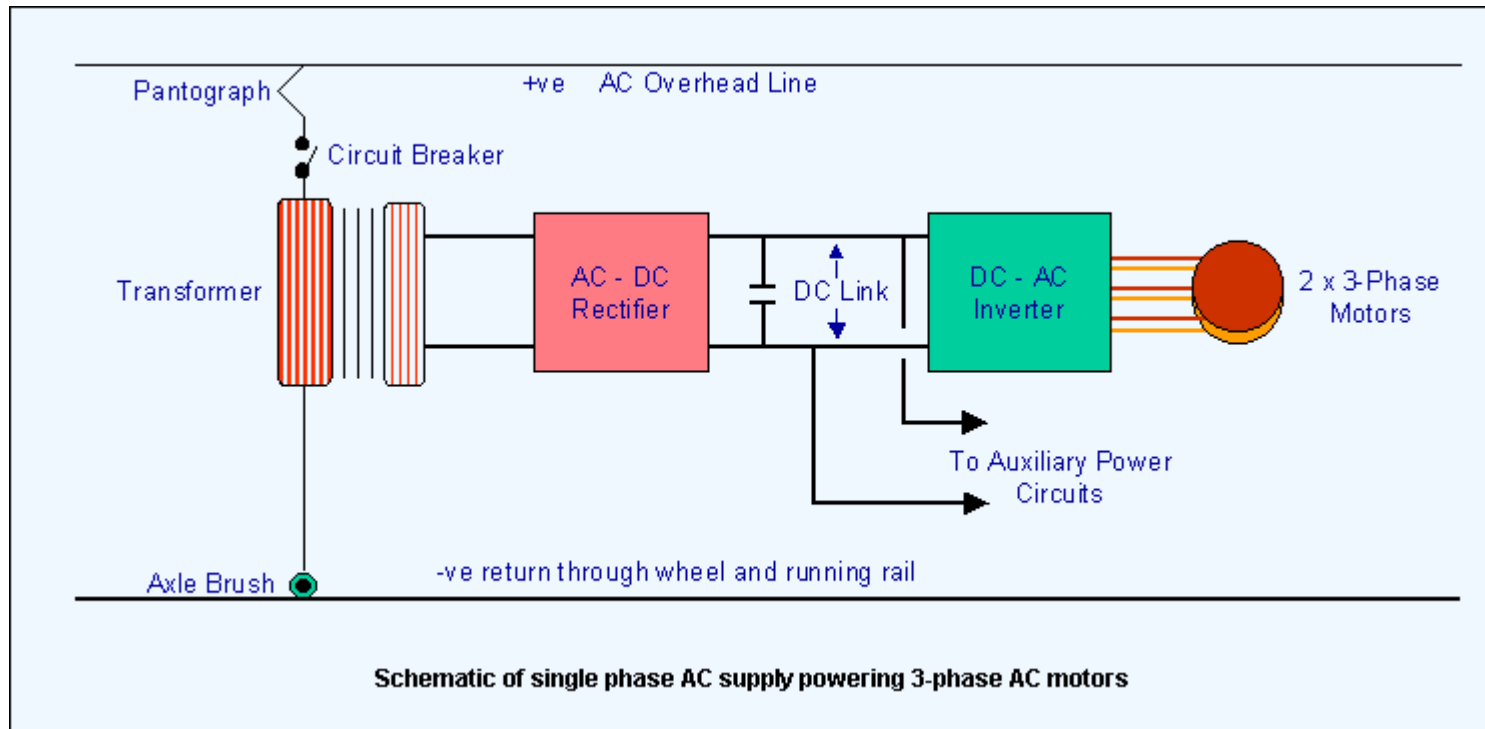 +ve AC Overhead Line
Pantograph
Circuit Breaker
Transformer
AC - DC
Rectifier
DC Link
DC - AC
Inverter
2 x 3-Phase
Motors
To Auxiliary Power
Circuits
-ve return through wheel and running rail
Axle Brush
Schematic of single phase AC supply powering 3-phase AC motors